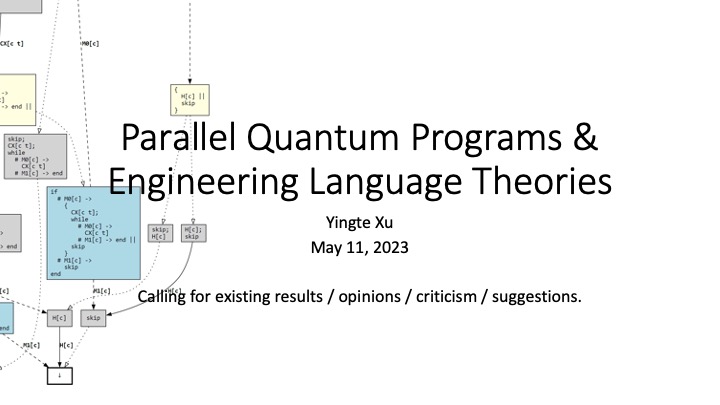 CX[c t]
M0[c]
->
t]
-> end ||
{
H[c] ||
skip
}
Parallel Quantum Programs &
Engineering Language Theories
skip;
CX[c t];
while
# M0[c] ->
CX[c t]
# M1[c] -> end
if
# M0[c] ->
{
CX[c t];
while
# M0[c] ->
CX[c t]
# M1[c] -> end ||
skip
}
# M1[c] ->
skip
end
skip;
H[c]
H[c];
skip
Yingte Xu
May 11, 2023
->
> end
[c]
M1[c]
H[c]
Calling for existing results / opinions / criticism / suggestions.
H[c]
skip
end
M1[c]
H[c]
↓